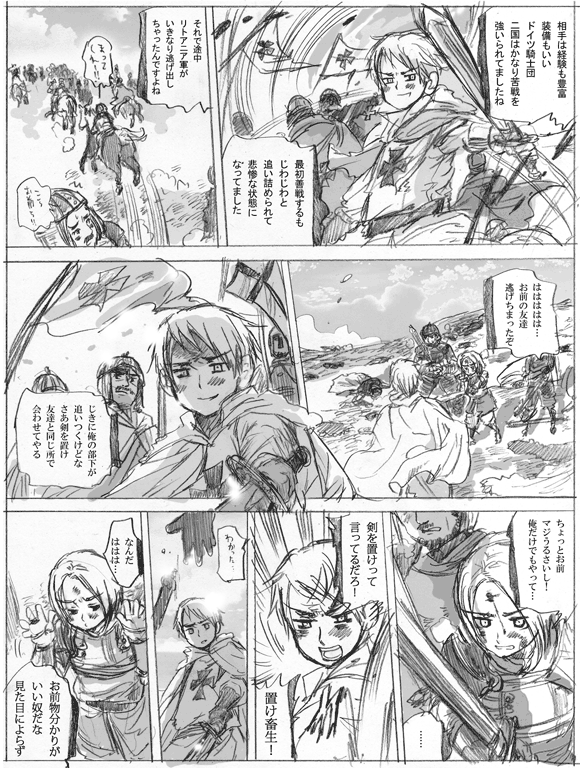 相手は経験も豊富
装備もいい
ドイツ騎士団
二国はかなり苦戦を
強いられてましたね
最初善戦するも
じわじわと
追い詰められて
悲惨な状態に
なってました
それで途中
リトアニア軍が
いきなり逃げ出し
ちゃったんですよね
まって
くれ!!
はははは…
お前の友達
逃げちまったぞ
じきに俺の部下が
追いつくけどな
さあ剣を置け
友達と同じ所で
会わせてやる
ちょっとお前
マジうるさいし!
俺だけでもやって…!
……
剣を置けって
言ってるだろ!
置け畜生!
わかった…
なんだ
ははは…
お前物分かりが
いい奴だな
見た目によらず